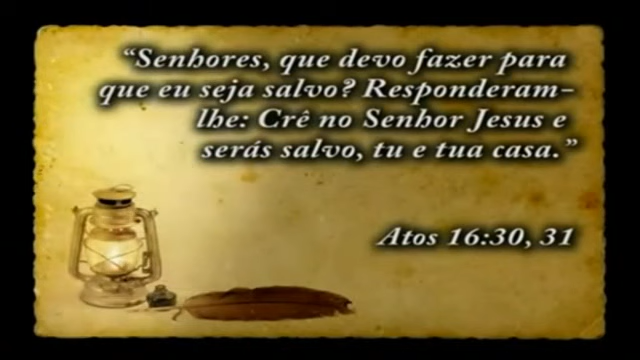 “Senhores, que devo fazer para
que eu seja salvo? Responderam-
lhe: Crê no Senhor Jesus e
serás salvo, tu e tua casa.”
Atos 16:30, 31